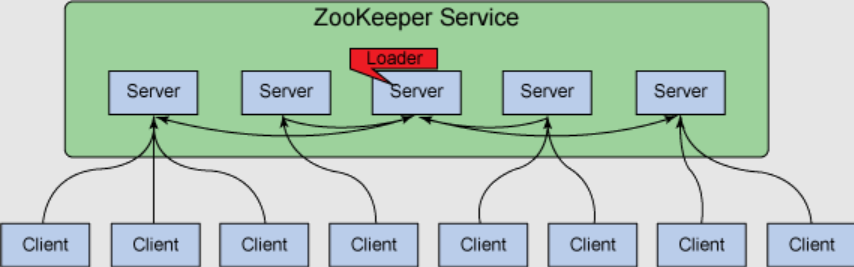 ZooKeeper Service
Loader
Server Server Server Server Server
Client Client Client Client Client Client Client Client